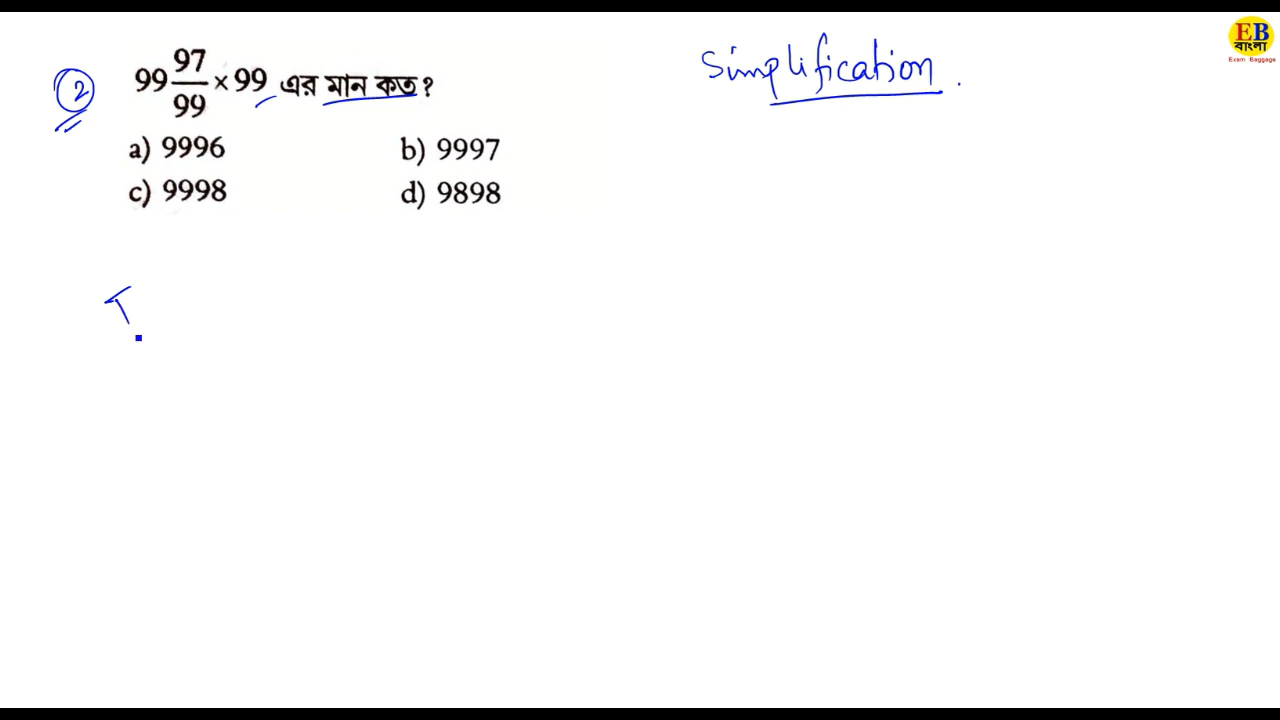 Simplification.
EB
বাংলা
Exam Baggage
2
99 97/99 × 99 এর মান কত ?
a) 9996 b) 9997
c) 9998 d) 9898